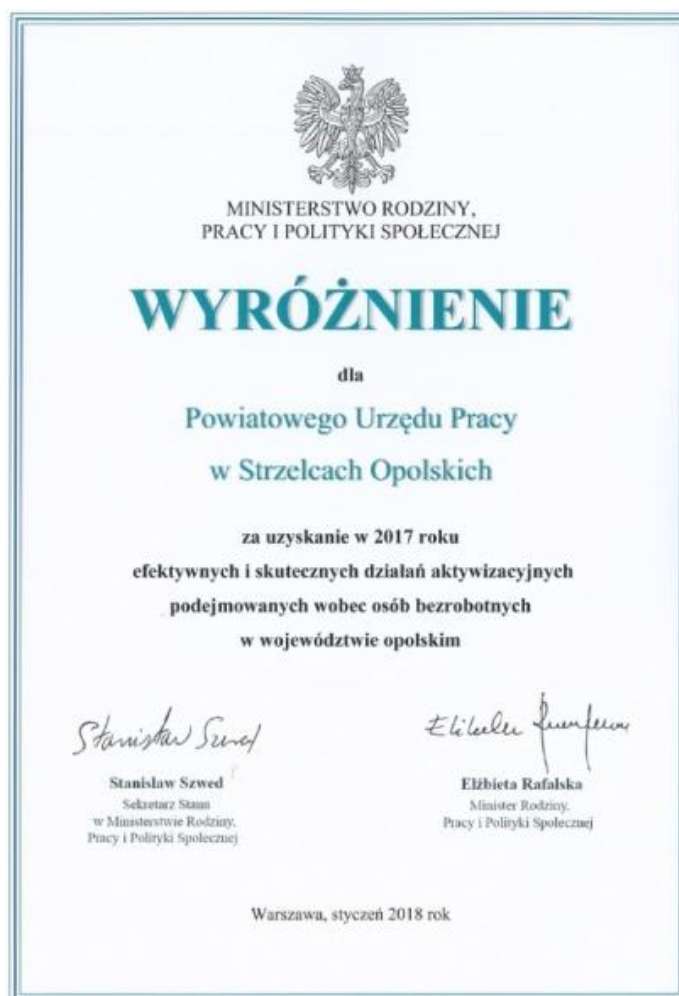 MINISTERSTWO RODZINY,
PRACY I POLITYKI SPOŁECZNEJ
WYRÓŻNIENIE
dla
Powiatowego Urzędu Pracy
w Strzelcach Opolskich
za uzyskanie w 2017 roku
efektywnych i skutecznych działań aktywizacyjnych
podejmowanych wobec osób bezrobotnych
w województwie opolskim
Stanisław Szwed
Stanisław Szwed
Sekretarz Stanu
w Ministerstwie Rodziny,
Pracy i Polityki Społecznej
Elżbieta Rafalska
Minister Rodziny,
Pracy i Polityki Społecznej
Warszawa, styczeń 2018 rok